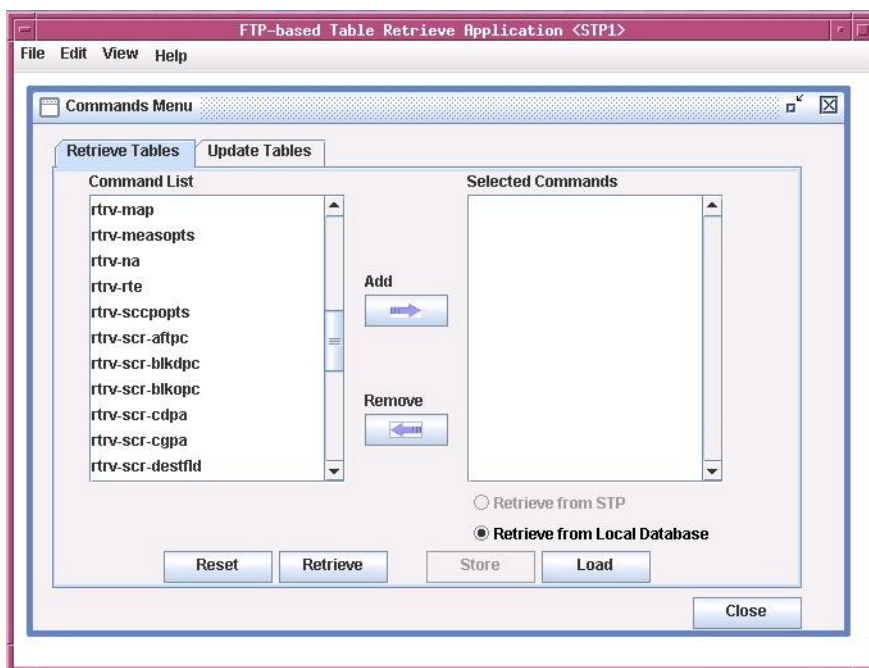 FTP-based Table Retrieve Application <STP1>
File Edit View Help
Commands Menu
Retrieve Tables Update Tables
Command List
rtrv-map
rtrv-measopts
rtrv-na
rtrv-rte
rtrv-sccpopts
rtrv-scr-aftpc
rtrv-scr-blkdpc
rtrv-scr-blkopc
rtrv-scr-cdpa
rtrv-scr-cgpa
rtrv-scr-destfld
Add
Remove
Selected Commands
Retrieve from STP
Retrieve from Local Database
Reset Retrieve Store Load
Close